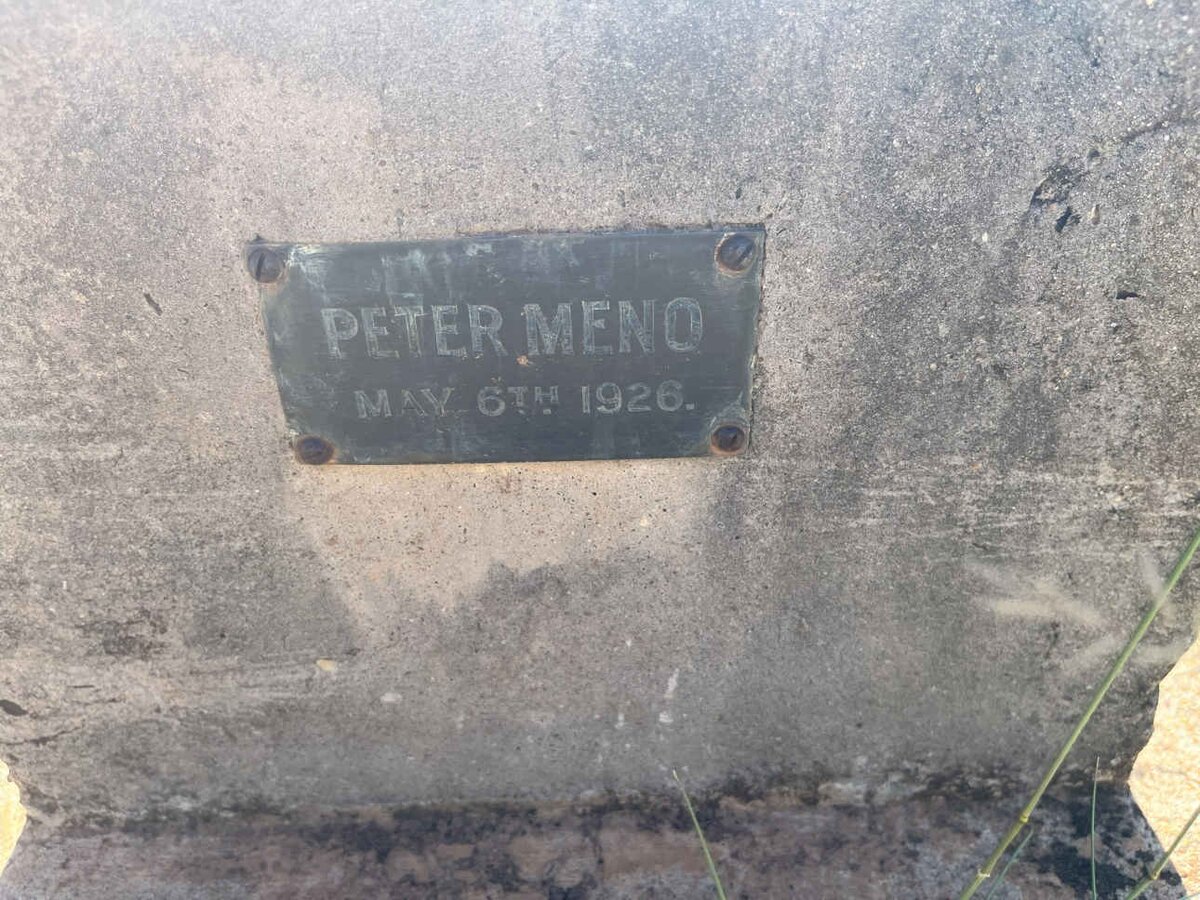 PETER MENO
MAY 6TH. 1926.